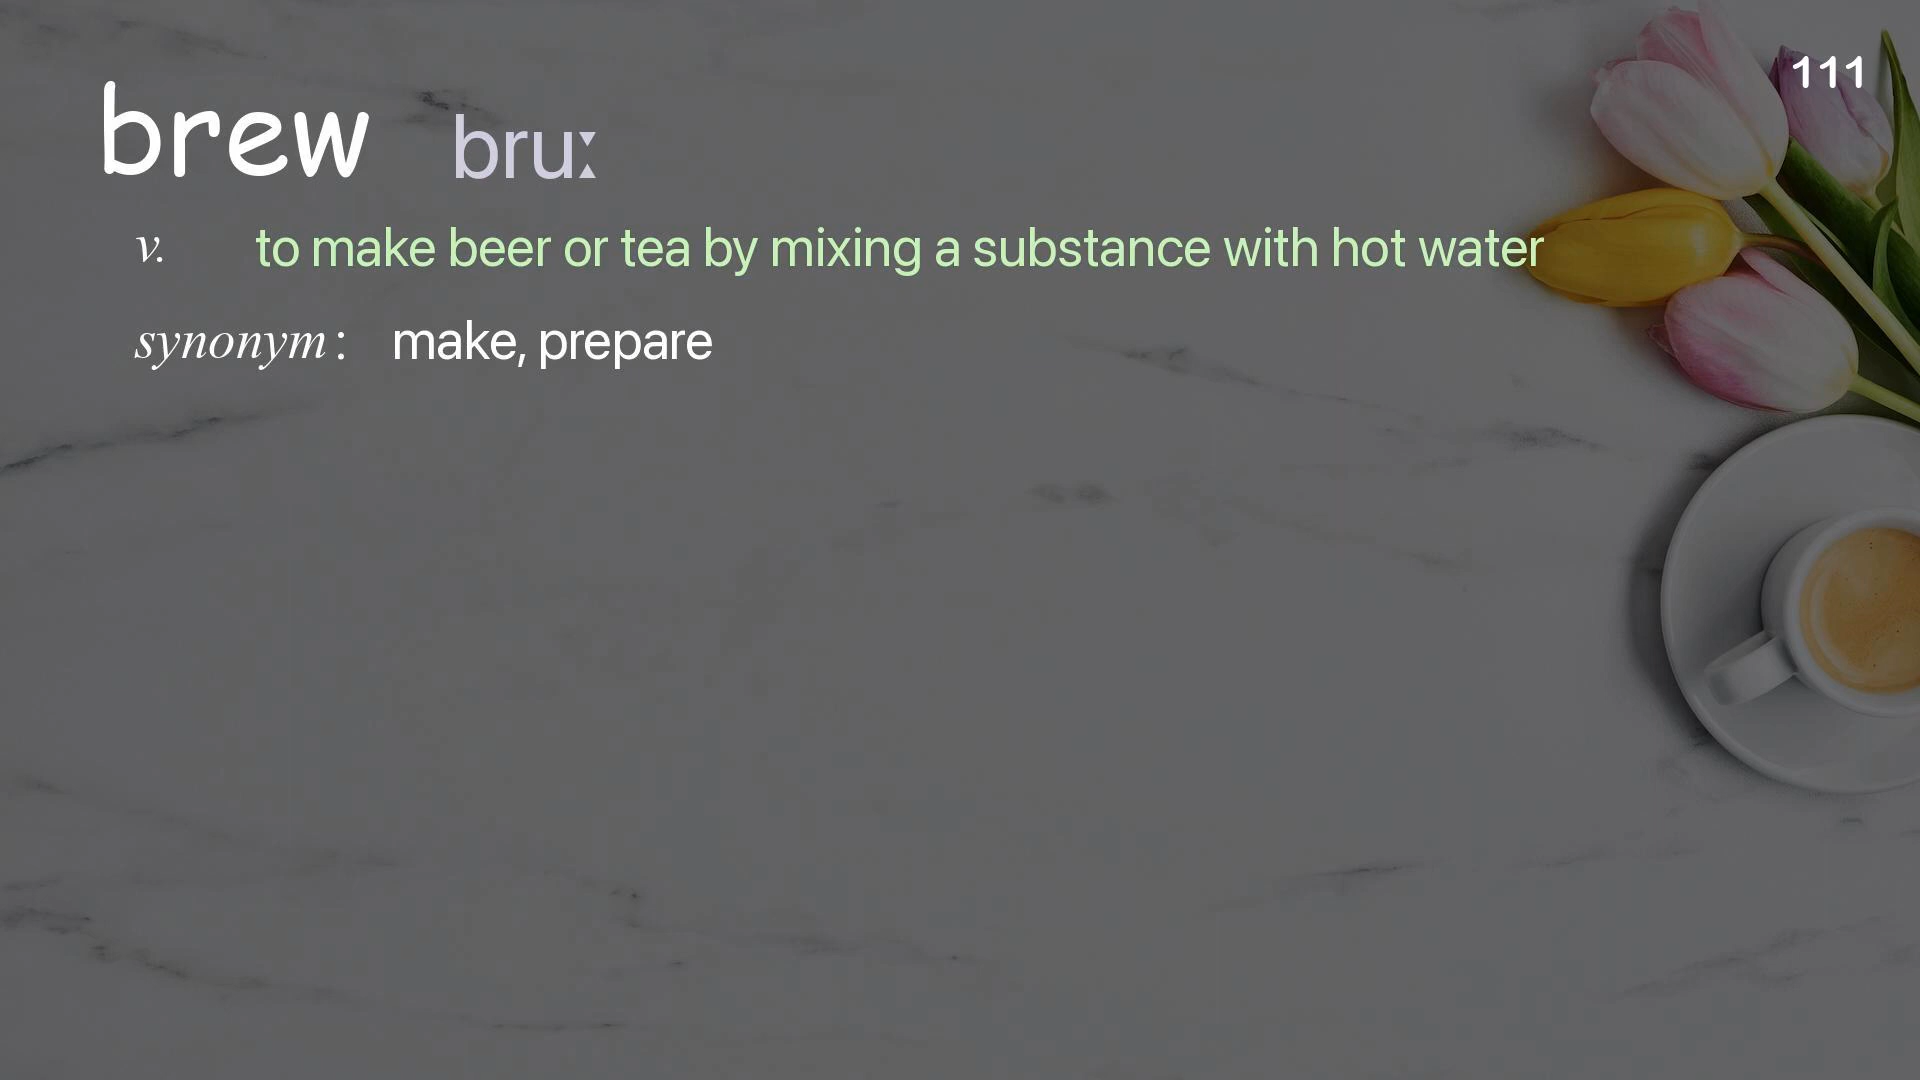 111
brew bruː
v. to make beer or tea by mixing a substance with hot water
synonym: make, prepare